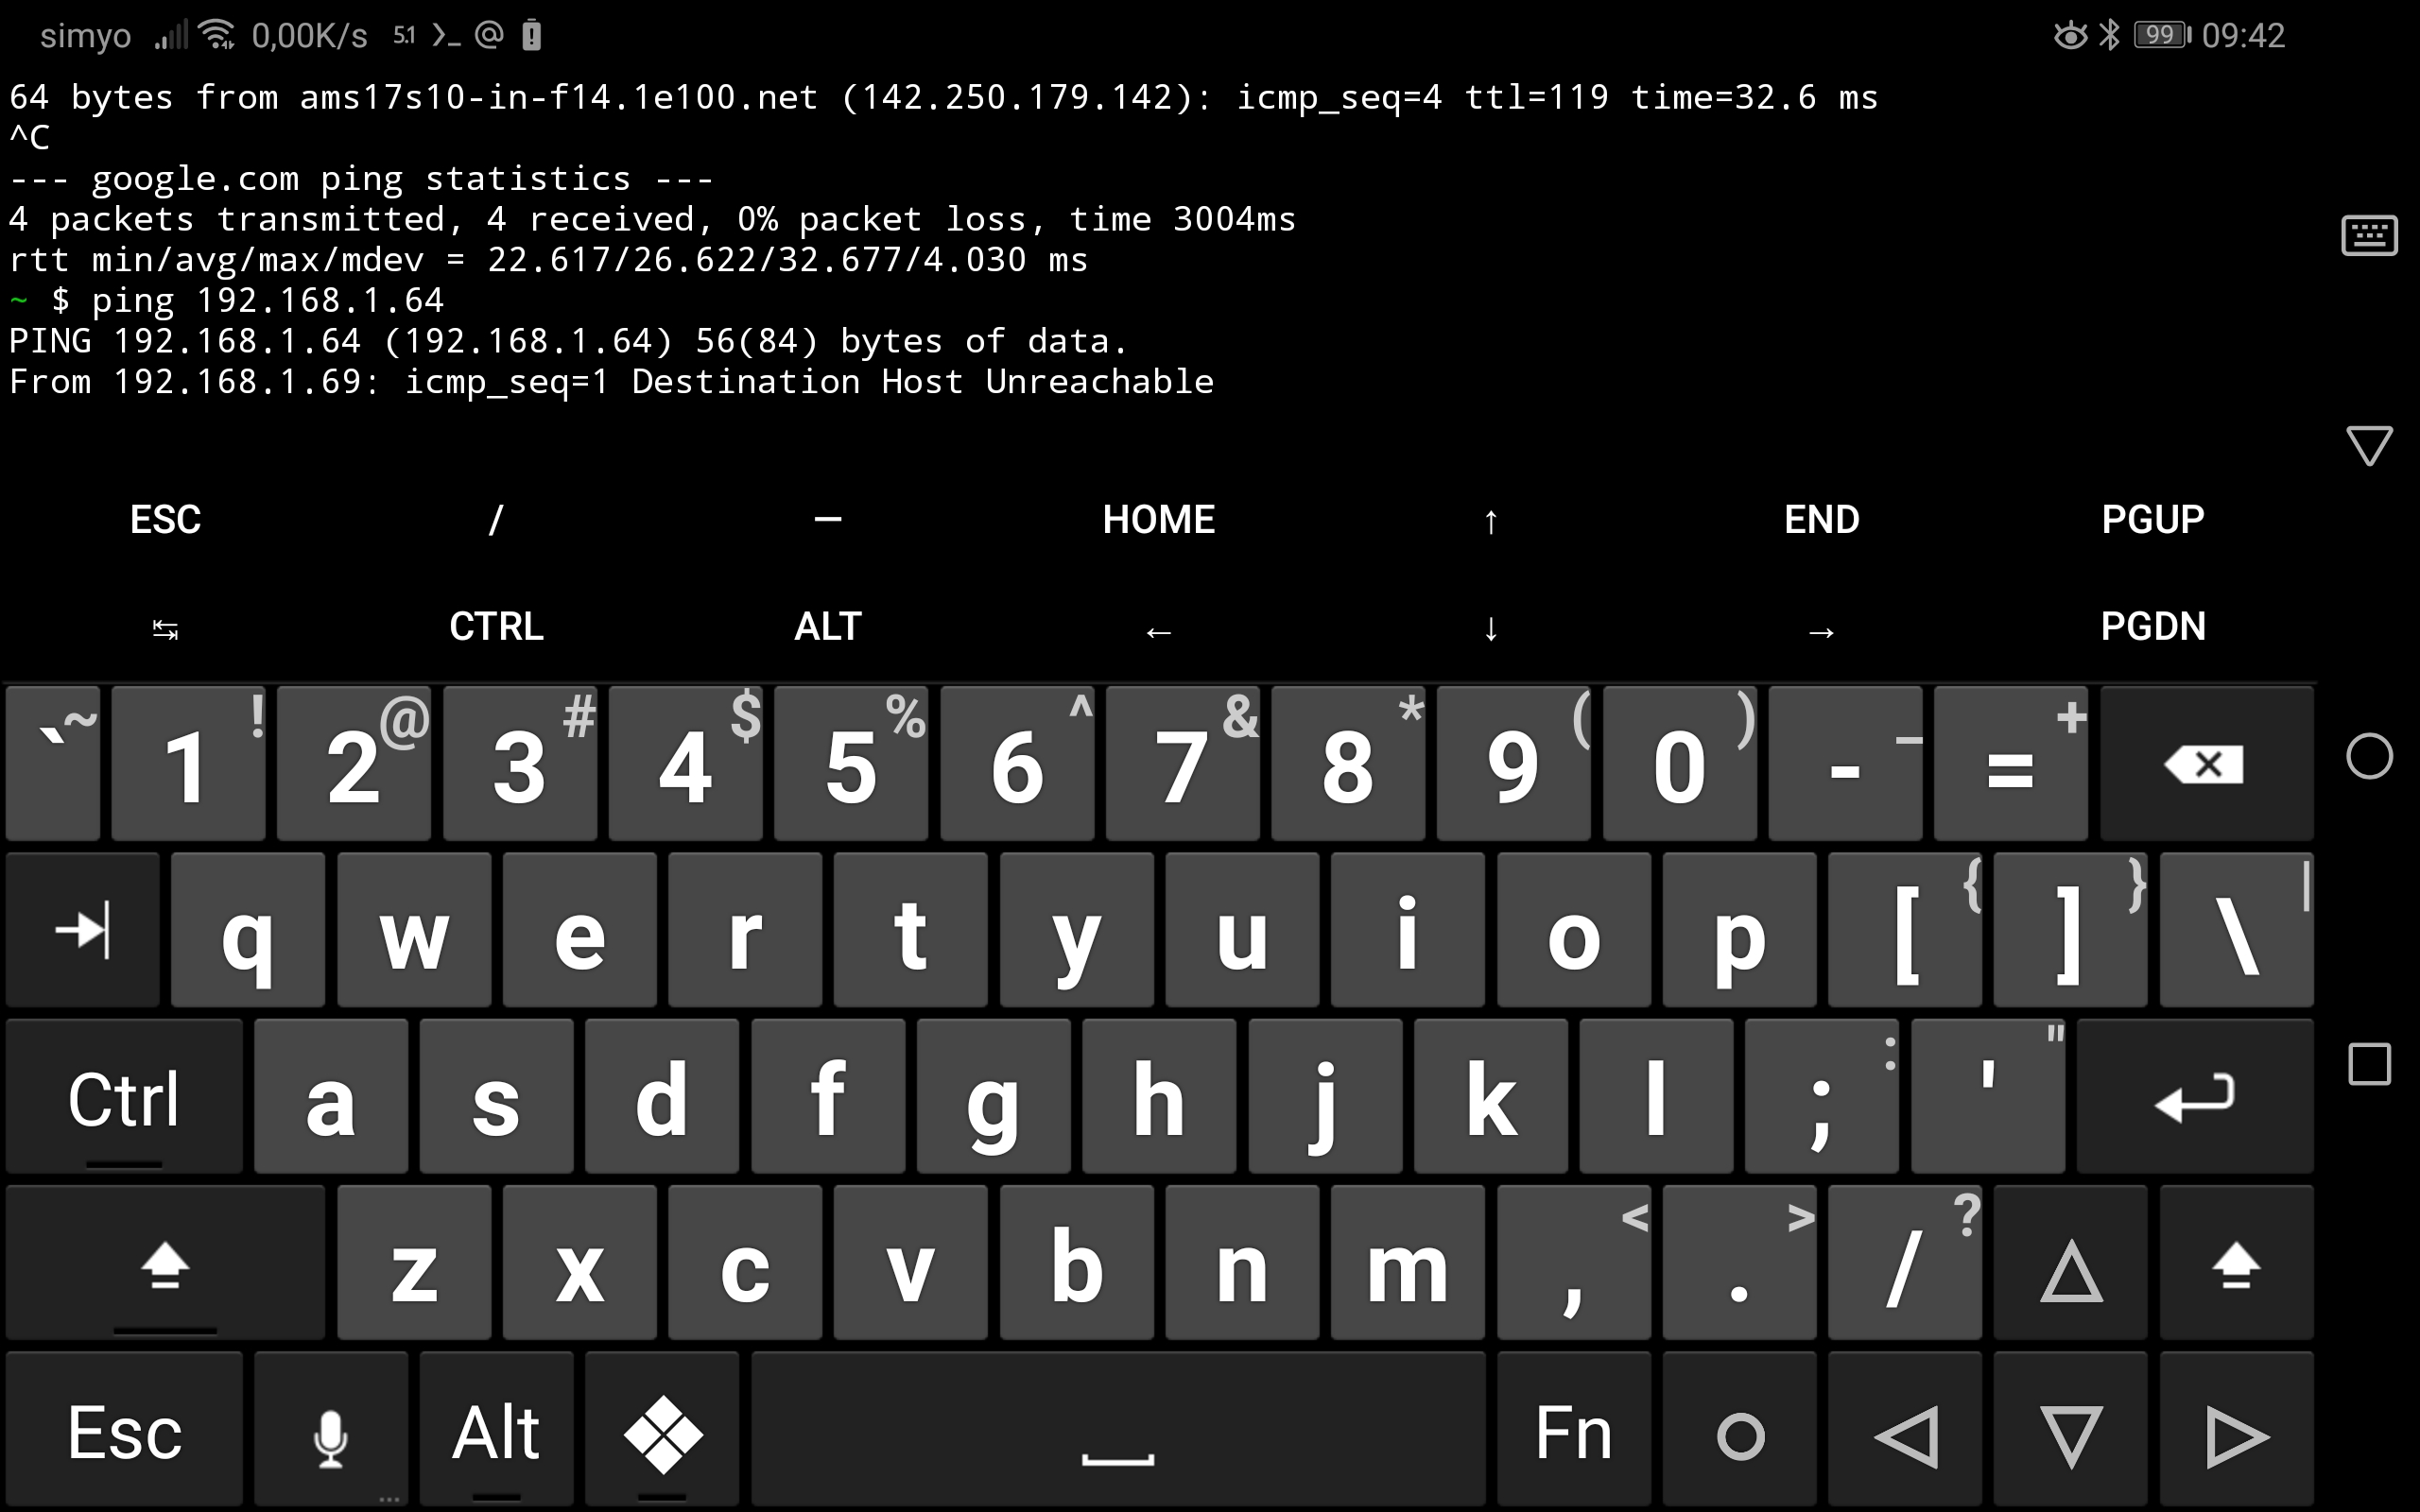 simyo 0,00K/s 51 >_ @ 99 09:42
64 bytes from ams17s10-in-f14.1e100.net (142.250.179.142): icmp_seq=4 ttl=119 time=32.6 ms
^C
--- google.com ping statistics ---
4 packets transmitted, 4 received, 0% packet loss, time 3004ms
rtt min/avg/max/mdev = 22.617/26.622/32.677/4.030 ms
~ $ ping 192.168.1.64
PING 192.168.1.64 (192.168.1.64) 56(84) bytes of data.
From 192.168.1.69: icmp_seq=1 Destination Host Unreachable
ESC / — HOME ↑ END PGUP
↹ CTRL ALT ← ↓ → PGDN
` ~ 1 ! 2 @ 3 # 4 $ 5 % 6 ^ 7 & 8 * 9 ( 0 ) - _ = +
q w e r t y u i o p [ { ] } \ |
Ctrl a s d f g h j k l ; : ' "
z x c v b n m , < . > / ?
Esc ... Alt Fn